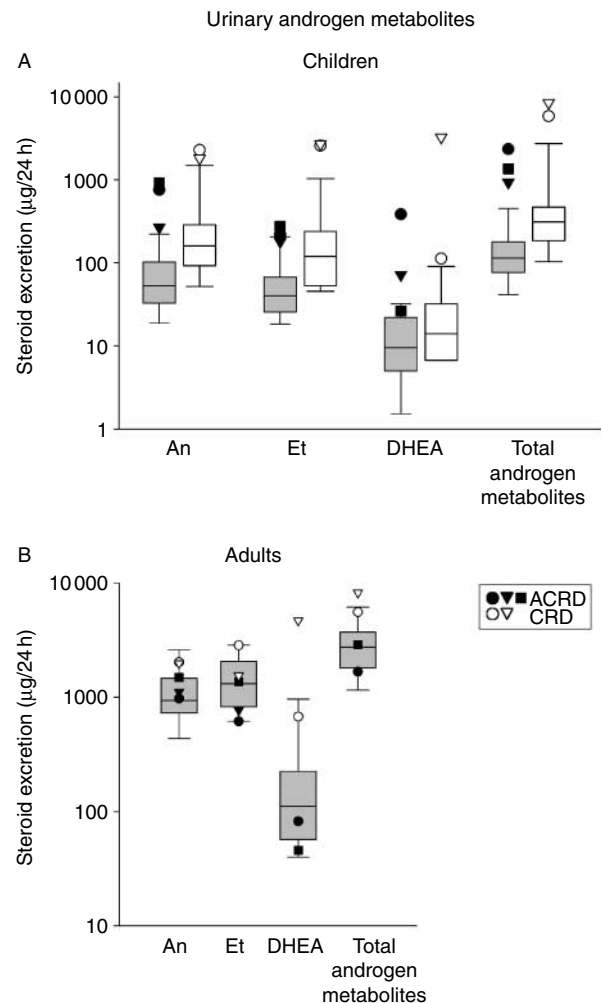 Urinary androgen metabolites
A
Children
10 000
1000
100
10
1
Steroid excretion (µg/24 h)
An
Et
DHEA
Total
androgen
metabolites
B
Adults
10 000
1000
100
10
Steroid excretion (µg/24 h)
An
Et
DHEA
Total
androgen
metabolites
ACRD
CRD